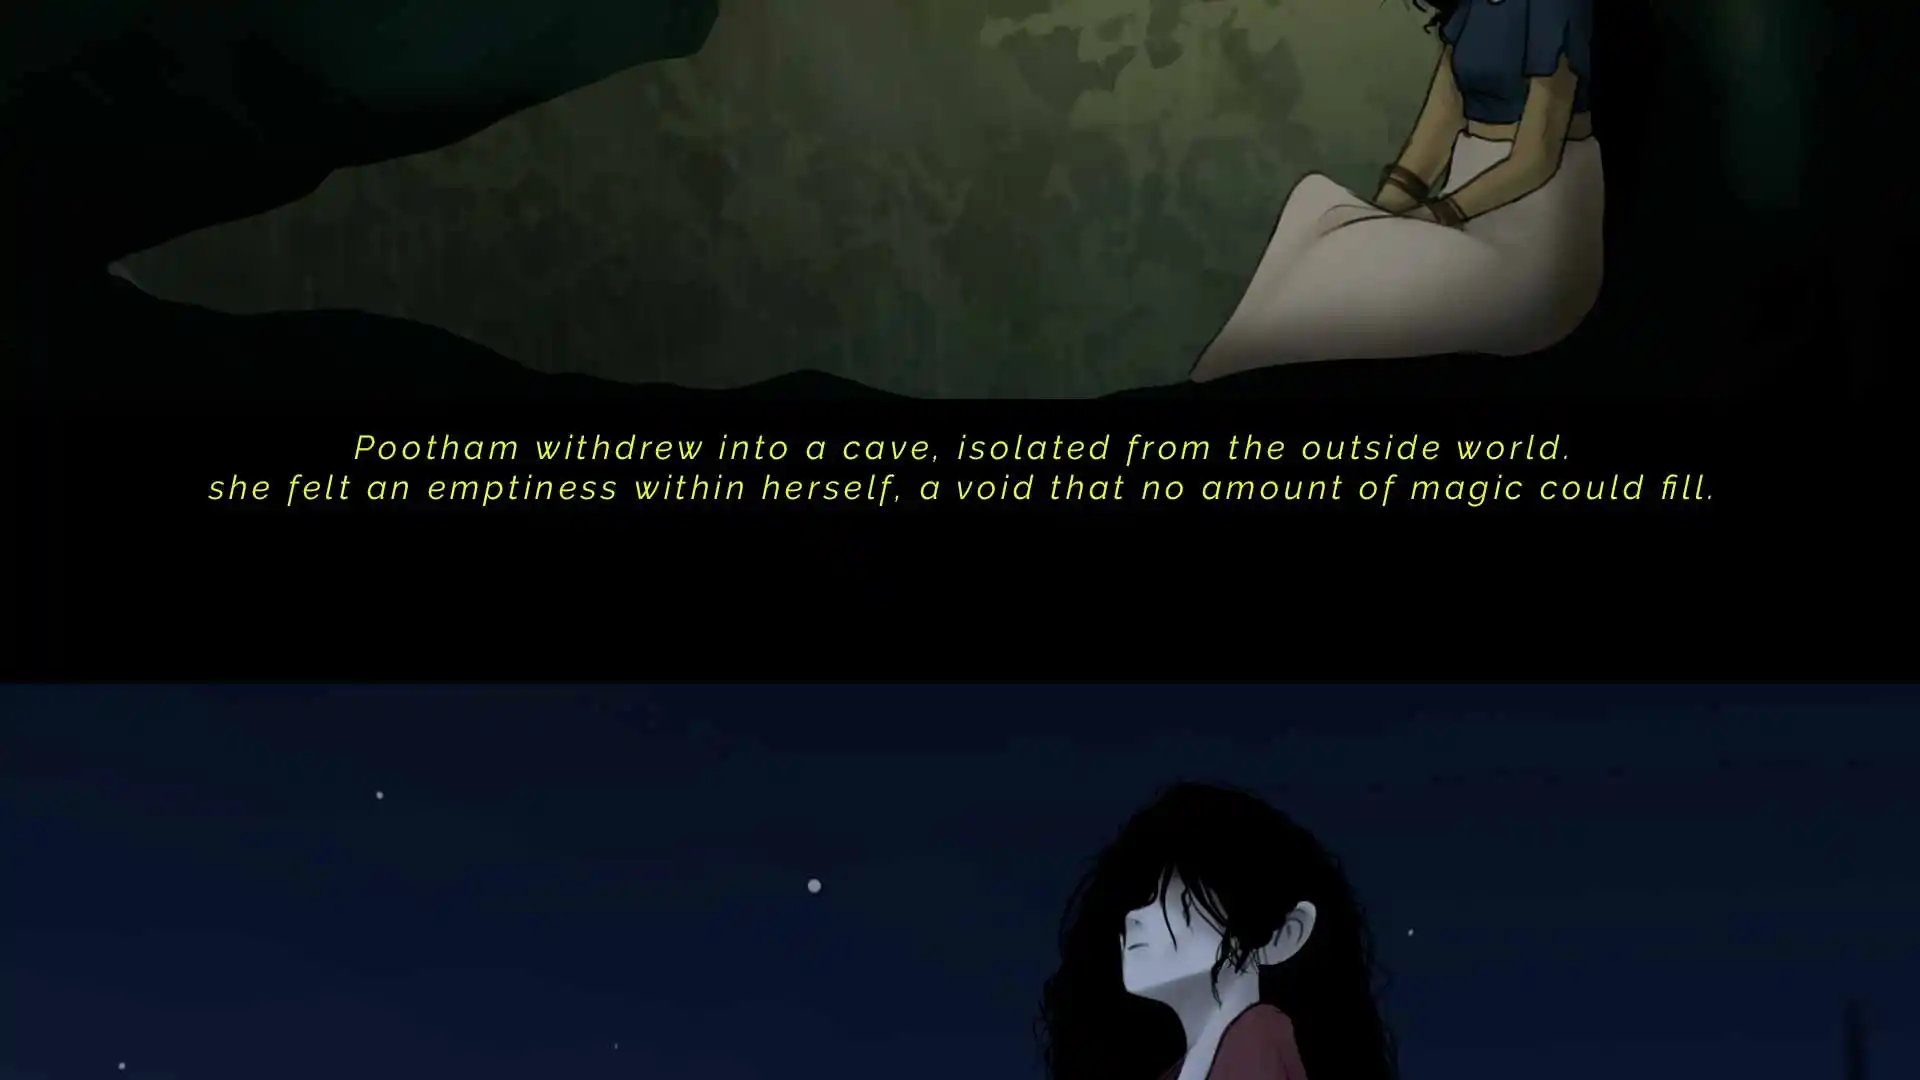 Pootham withdrew into a cave, isolated from the outside world.
she felt an emptiness within herself, a void that no amount of magic could fill.